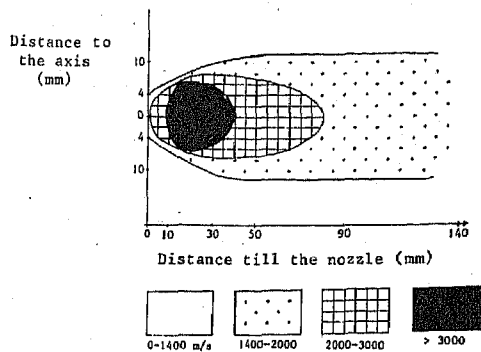 Distance to
the axis
(mm)
10
4
0
4
10
0 10 30 50 90 140
Distance till the nozzle (mm)
0-1400 m/s 1400-2000 2000-3000 > 3000